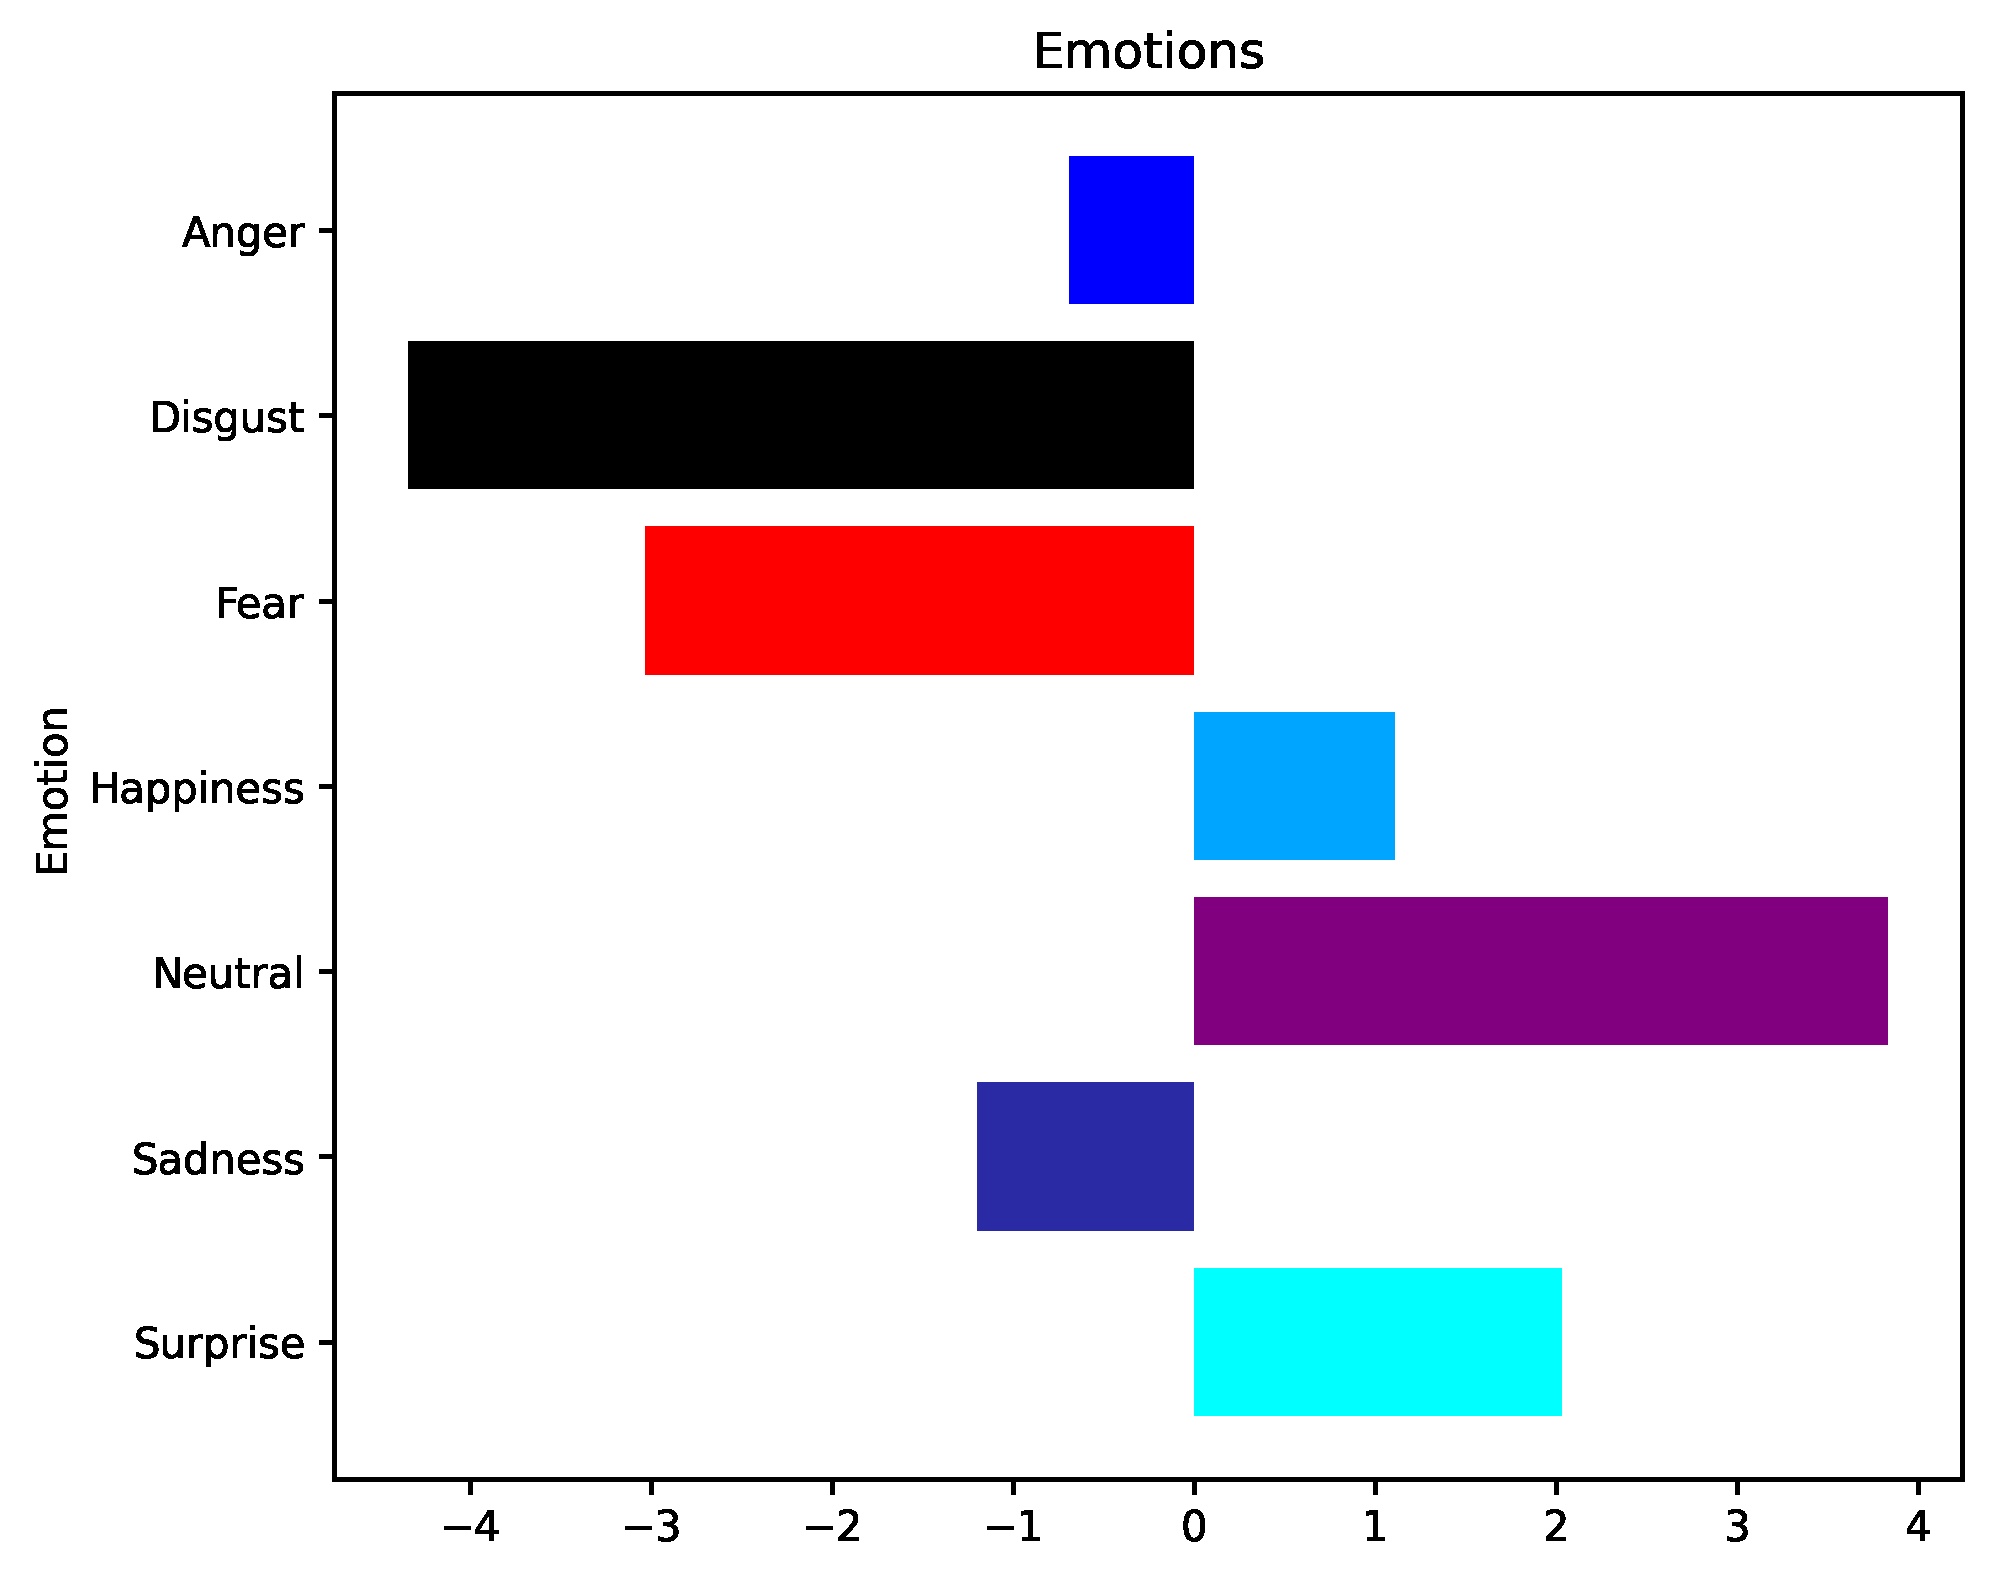 Emotions
Anger
Disgust
Fear
Happiness
Neutral
Sadness
Surprise
Emotion
−4 −3 −2 −1 0 1 2 3 4